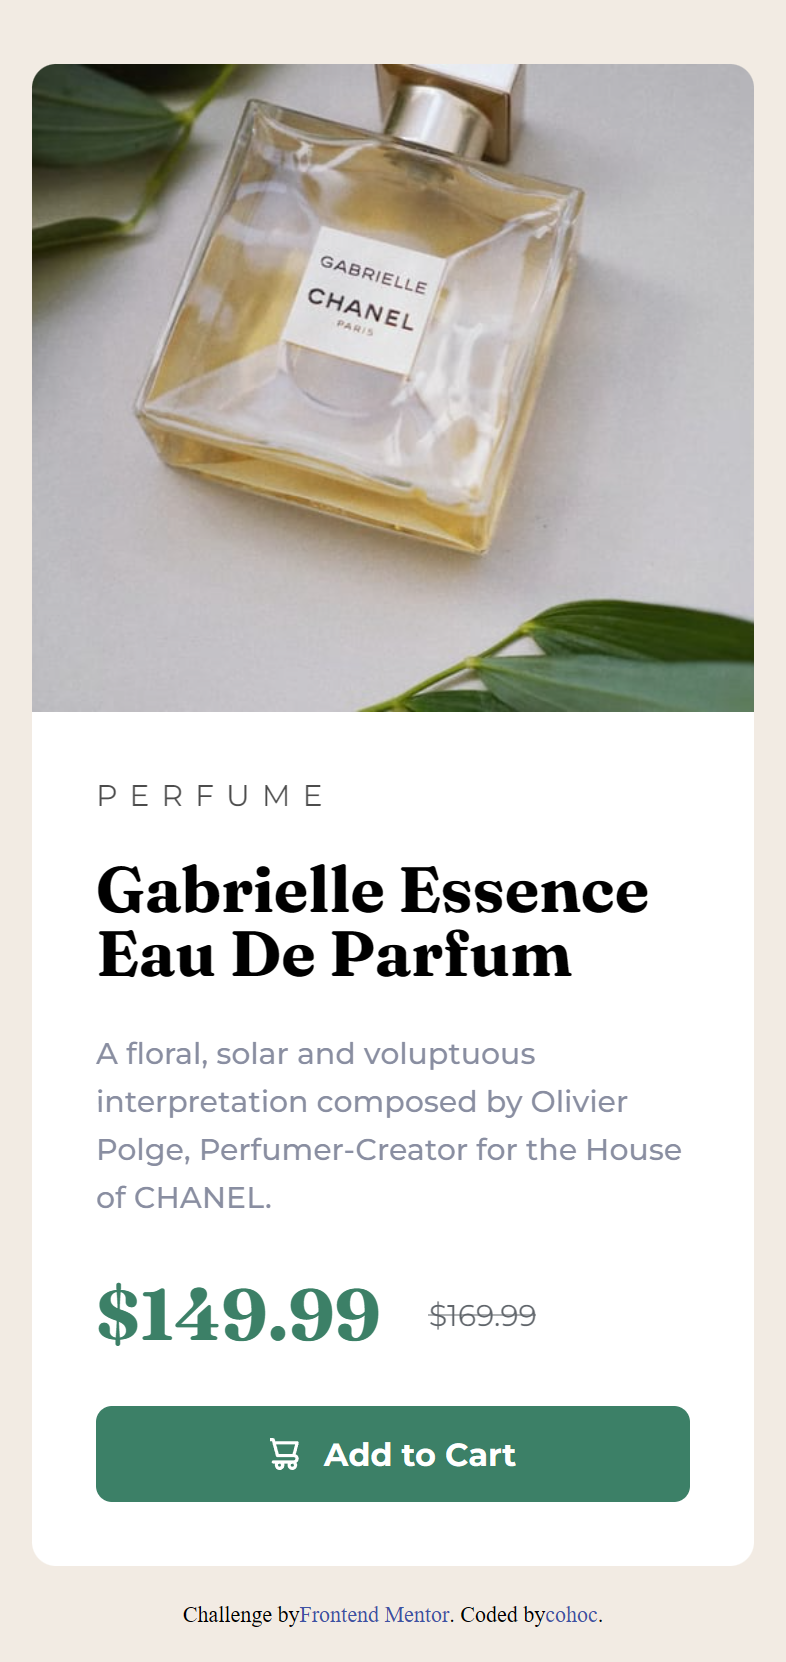 GABRIELLE
CHANEL
PARIS
PERFUME
Gabrielle Essence
Eau De Parfum
A floral, solar and voluptuous
interpretation composed by Olivier
Polge, Perfumer-Creator for the House
of CHANEL.
$149.99 $169.99
Add to Cart
Challenge byFrontend Mentor. Coded bycohoc.